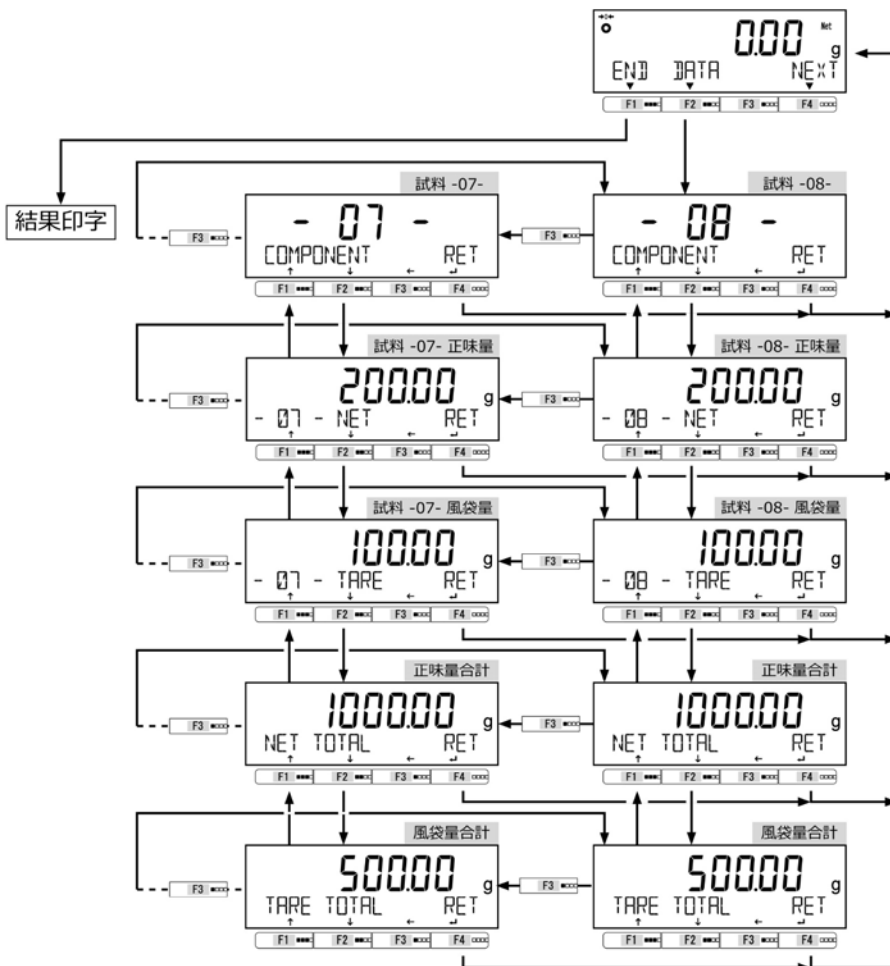 →0←
Net
0.00 g
END DATA NEXT
F1 F2 F3 F4
結果印字
試料 -07-
試料 -08-
- 07 -
COMPONENT RET
F1 F2 F3 F4
F3
F3
- 08 -
COMPONENT RET
F1 F2 F3 F4
試料 -07- 正味量
試料 -08- 正味量
200.00 g
- 07 - NET RET
F1 F2 F3 F4
F3
F3
200.00 g
- 08 - NET RET
F1 F2 F3 F4
試料 -07- 風袋量
試料 -08- 風袋量
100.00 g
- 07 - TARE RET
F1 F2 F3 F4
F3
F3
100.00 g
- 08 - TARE RET
F1 F2 F3 F4
正味量合計
正味量合計
1000.00 g
NET TOTAL RET
F1 F2 F3 F4
F3
F3
1000.00 g
NET TOTAL RET
F1 F2 F3 F4
風袋量合計
風袋量合計
500.00 g
TARE TOTAL RET
F1 F2 F3 F4
F3
F3
500.00 g
TARE TOTAL RET
F1 F2 F3 F4